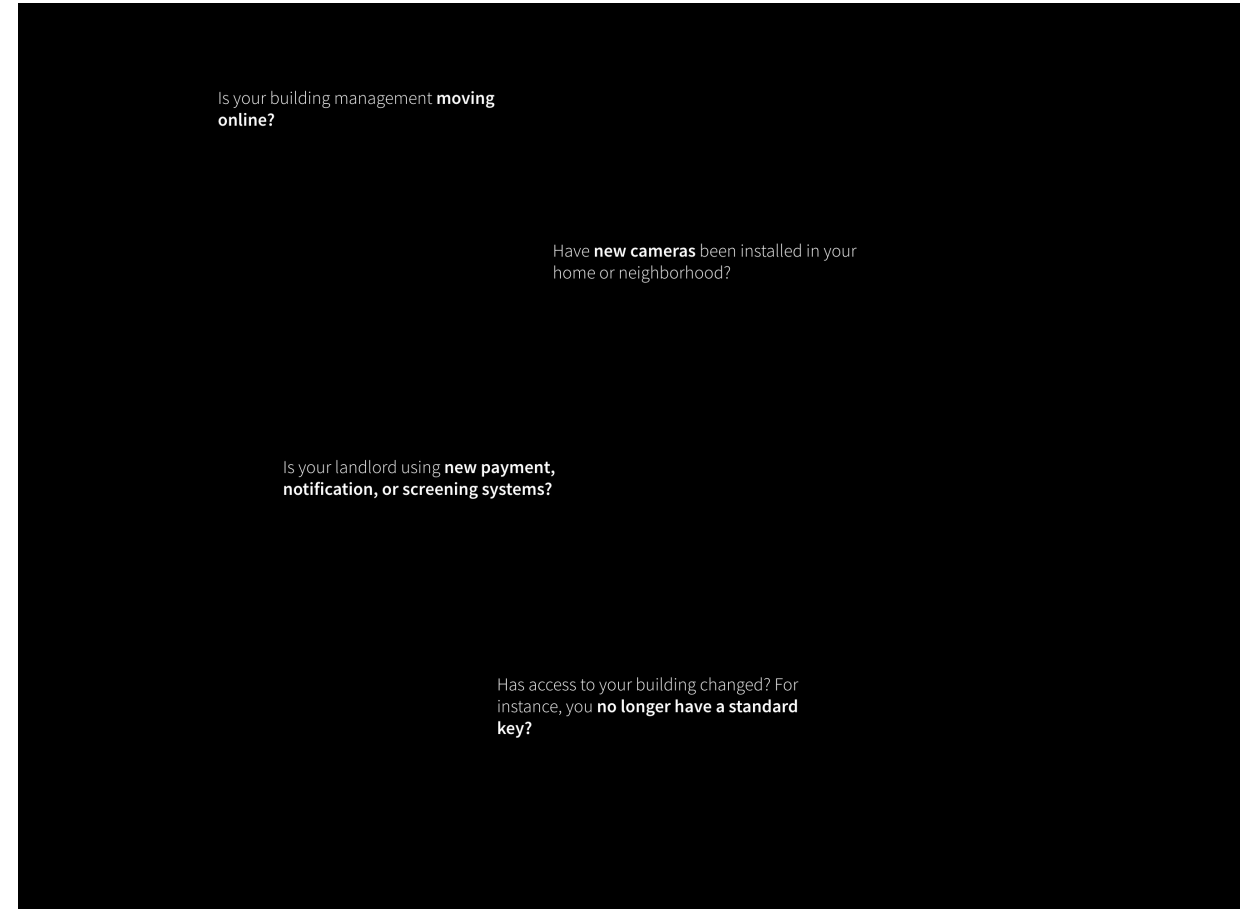 Is your building management moving
online?
Have new cameras been installed in your
home or neighborhood?
Is your landlord using new payment,
notification, or screening systems?
Has access to your building changed? For
instance, you no longer have a standard
key?